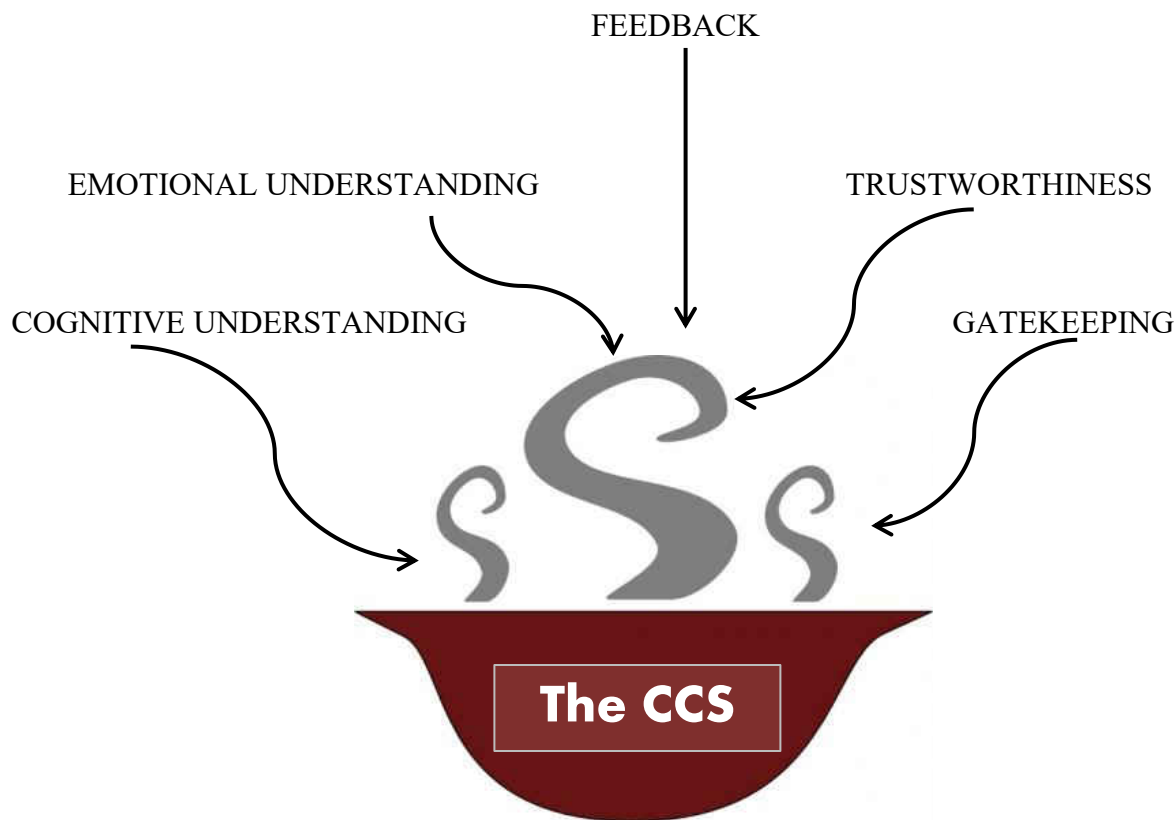 FEEDBACK
EMOTIONAL UNDERSTANDING
TRUSTWORTHINESS
COGNITIVE UNDERSTANDING
GATEKEEPING
The CCS